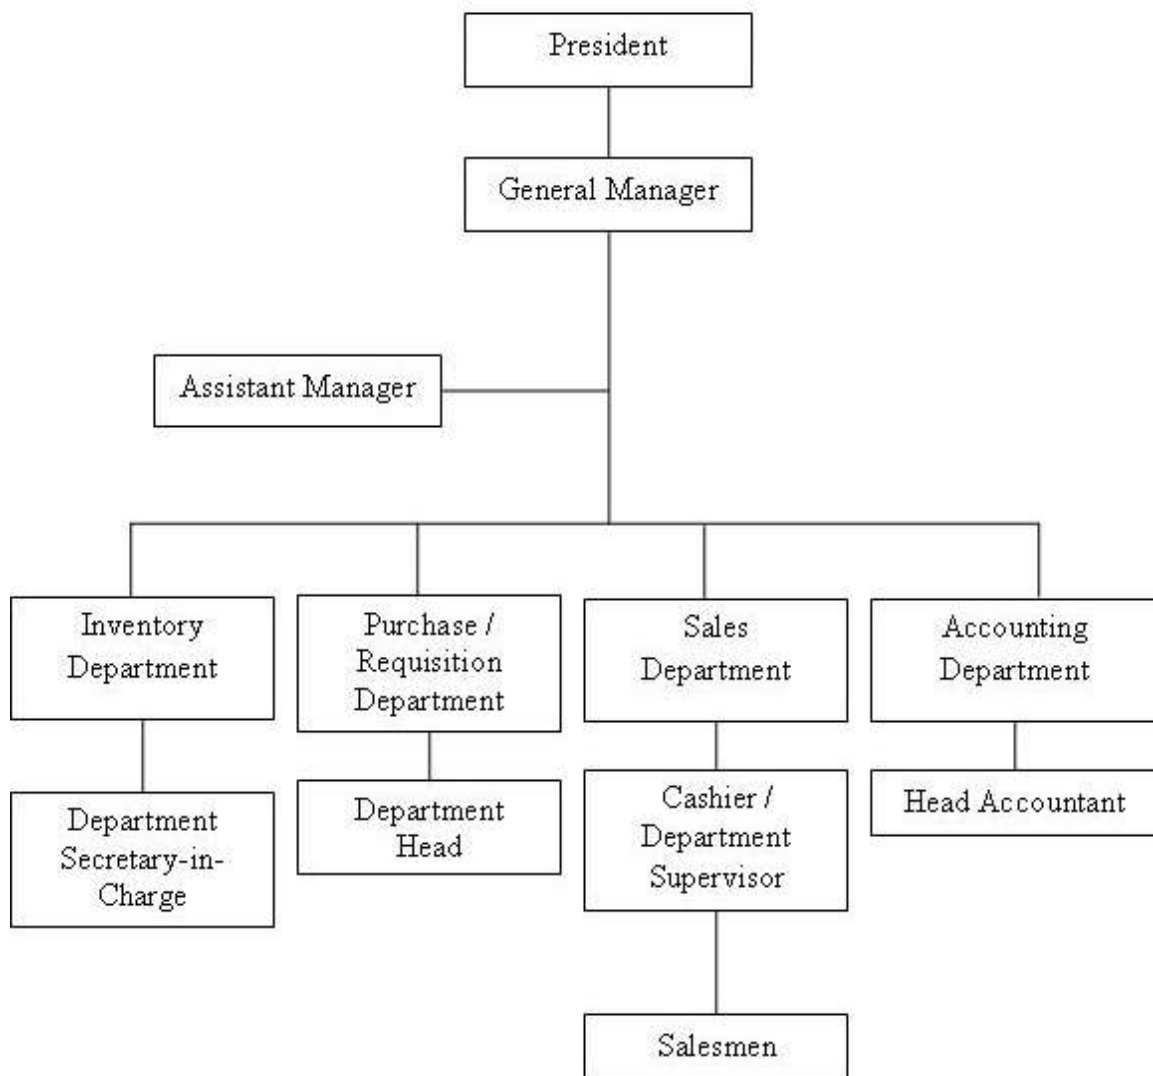 President
General Manager
Assistant Manager
Inventory
Department
Purchase /
Requisition
Department
Sales
Department
Accounting
Department
Department
Secretary-in-
Charge
Department
Head
Cashier /
Department
Supervisor
Head Accountant
Salesmen